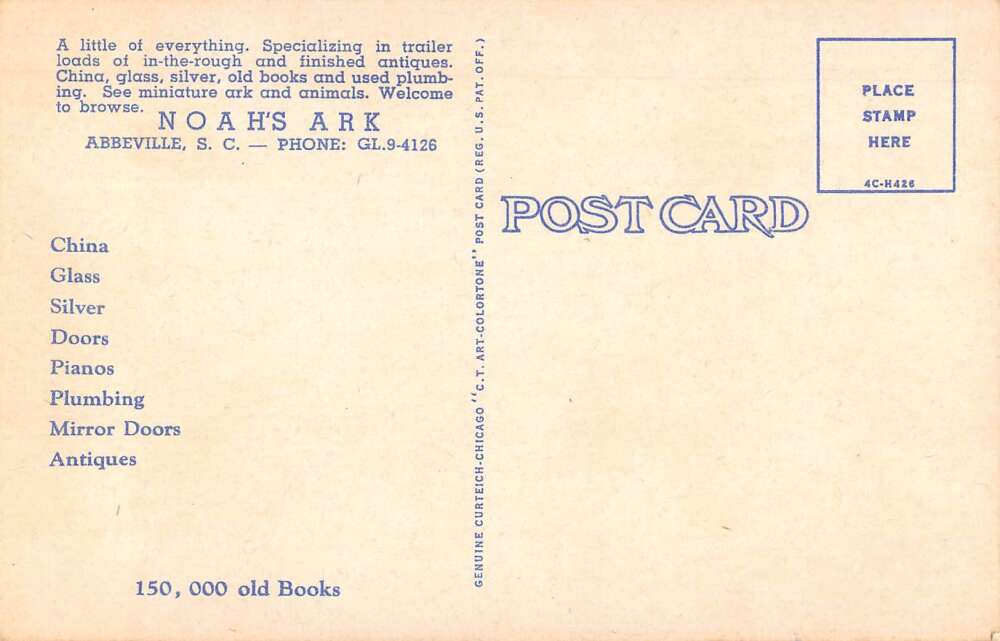 A little of everything. Specializing in trailer
loads of in-the-rough and finished antiques.
China, glass, silver, old books and used plumb-
ing. See miniature ark and animals. Welcome
to browse.
NOAH'S ARK
ABBEVILLE, S. C. — PHONE: GL.9-4126
China
Glass
Silver
Doors
Pianos
Plumbing
Mirror Doors
Antiques
150, 000 old Books
GENUINE CURTEICH-CHICAGO "C.T. ART-COLORTONE" POST CARD (REG. U.S. PAT. OFF.)
POST CARD
PLACE
STAMP
HERE
4C-H426